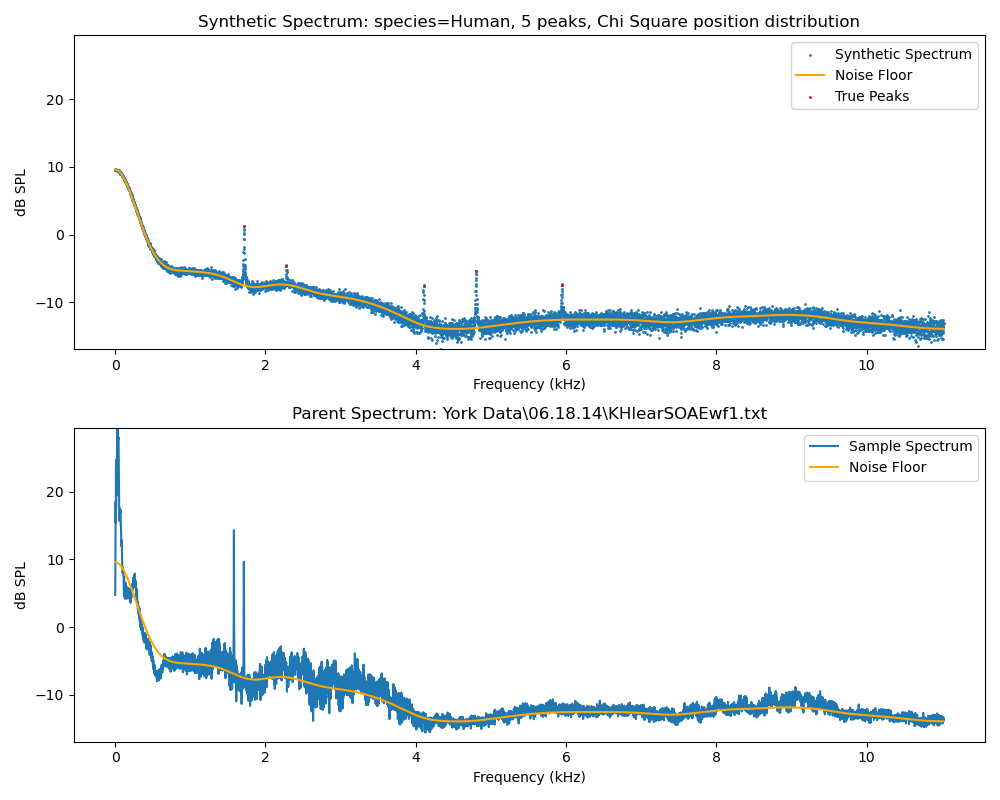 Synthetic Spectrum: species=Human, 5 peaks, Chi Square position distribution
Synthetic Spectrum
Noise Floor
True Peaks
dB SPL
20
10
0
−10
0 2 4 6 8 10
Frequency (kHz)
Parent Spectrum: York Data\06.18.14\KHlearSOAEwf1.txt
Sample Spectrum
Noise Floor
dB SPL
20
10
0
−10
0 2 4 6 8 10
Frequency (kHz)